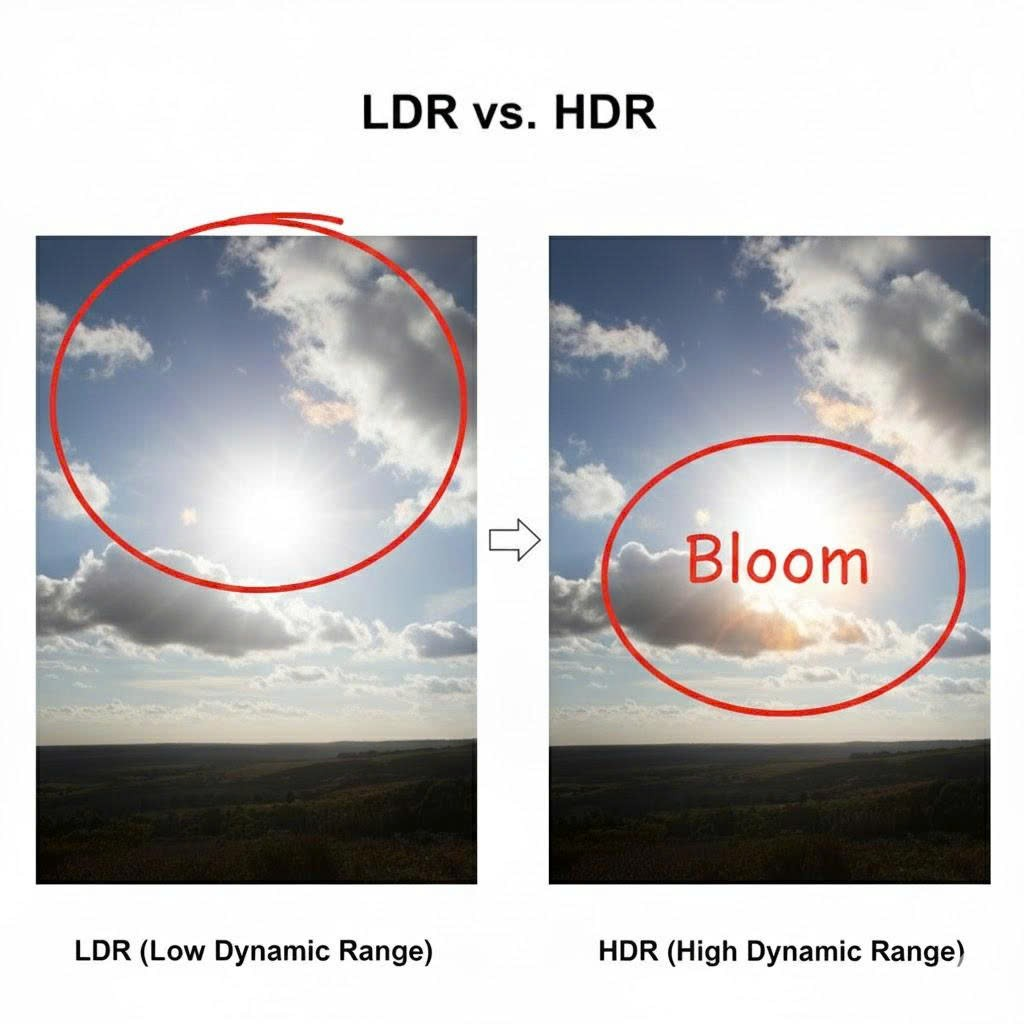 LDR vs. HDR
Bloom
LDR (Low Dynamic Range)
HDR (High Dynamic Range)